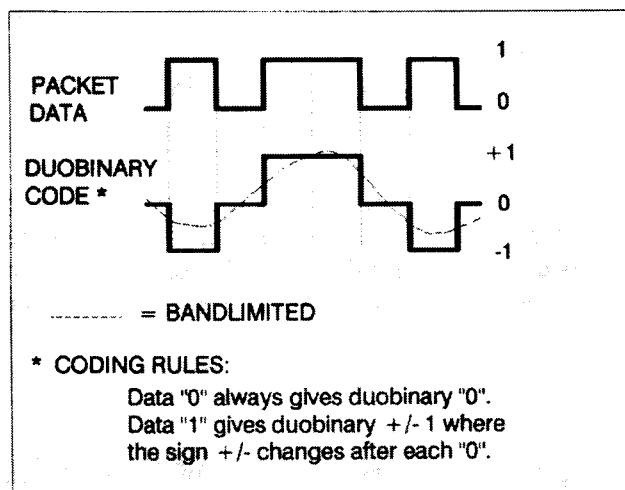 1
PACKET
DATA
0
DUOBINARY
CODE *
+1
0
-1
= BANDLIMITED
* CODING RULES:
Data "0" always gives duobinary "0".
Data "1" gives duobinary +/- 1 where
the sign +/- changes after each "0".